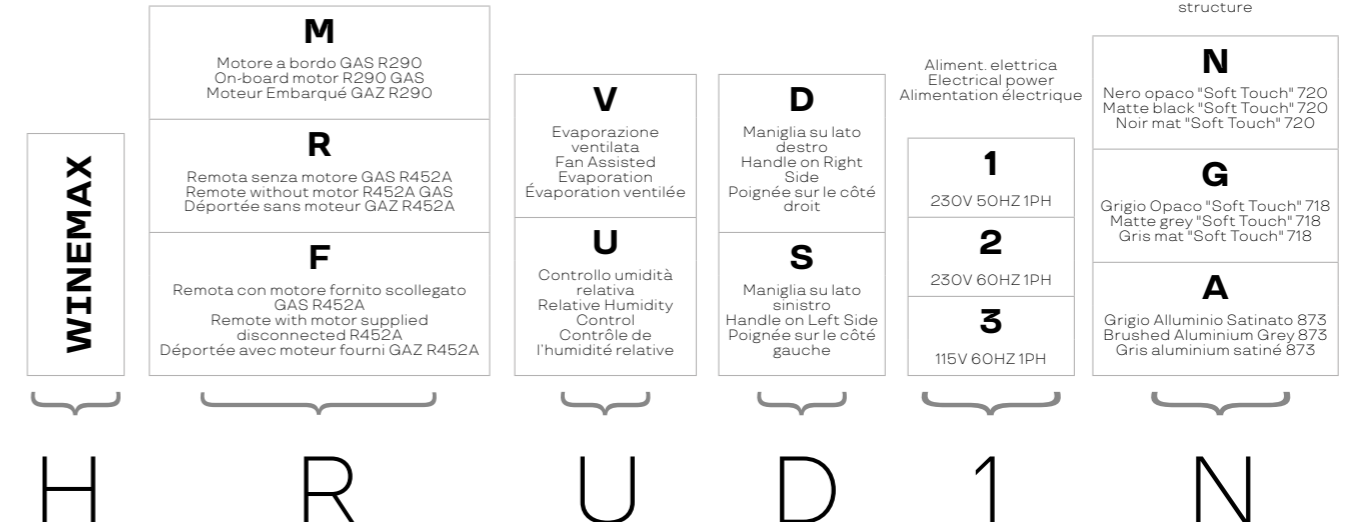 structure
WINEMAX
M
Motore a bordo GAS R290
On-board motor R290 GAS
Moteur Embarqué GAZ R290
R
Remota senza motore GAS R452A
Remote without motor R452A GAS
Déportée sans moteur GAZ R452A
F
Remota con motore fornito scollegato
GAS R452A
Remote with motor supplied
disconnected R452A
Déportée avec moteur fourni GAZ R452A
V
Evaporazione
ventilata
Fan Assisted
Evaporation
Évaporation ventilée
U
Controllo umidità
relativa
Relative Humidity
Control
Contrôle de
l'humidité relative
D
Maniglia su lato
destro
Handle on Right
Side
Poignée sur le côté
droit
S
Maniglia su lato
sinistro
Handle on Left Side
Poignée sur le côté
gauche
Aliment. elettrica
Electrical power
Alimentation électrique
1
230V 50HZ 1PH
2
230V 60HZ 1PH
3
115V 60HZ 1PH
N
Nero opaco "Soft Touch" 720
Matte black "Soft Touch" 720
Noir mat "Soft Touch" 720
G
Grigio Opaco "Soft Touch" 718
Matte grey "Soft Touch" 718
Gris mat "Soft Touch" 718
A
Grigio Alluminio Satinato 873
Brushed Aluminium Grey 873
Gris aluminium satiné 873
H R U D 1 N